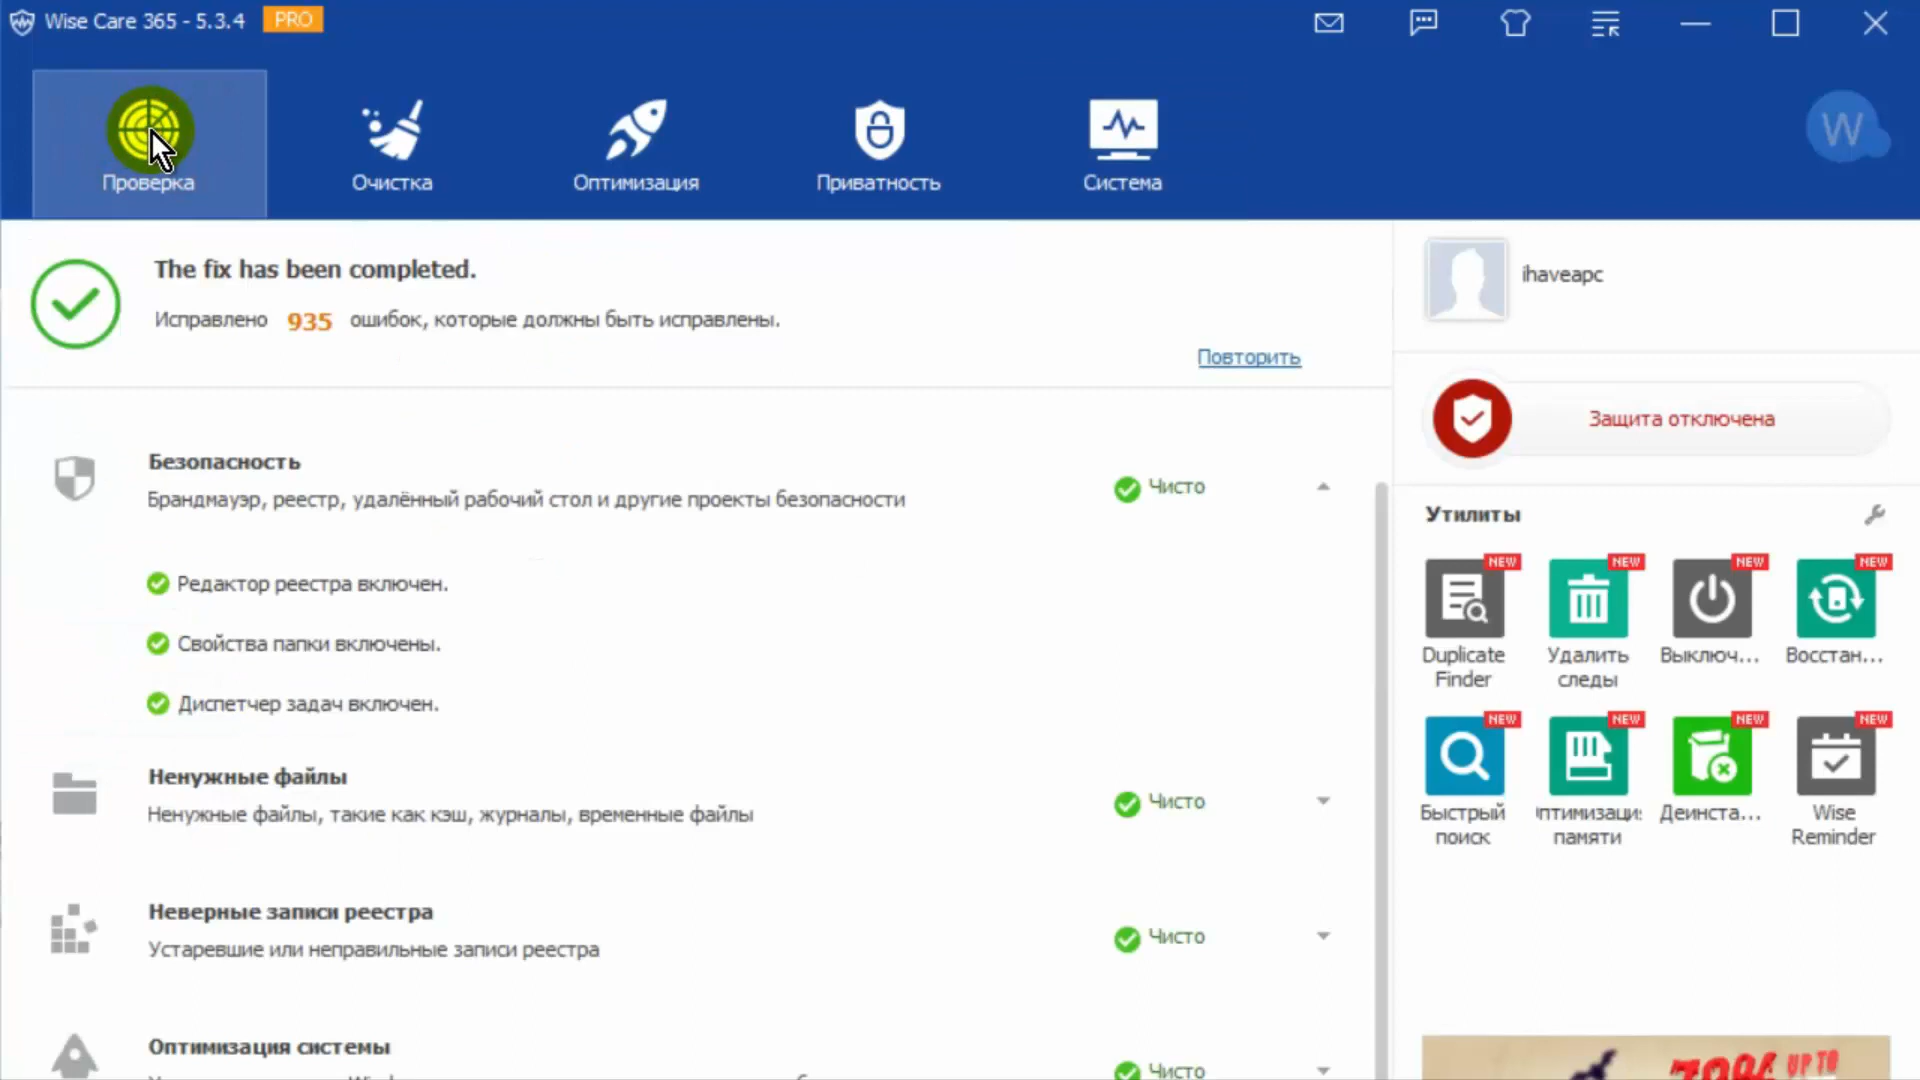 Wise Care 365 - 5.3.4 PRO
Проверка
Очистка
Оптимизация
Приватность
Система
W
The fix has been completed.
Исправлено 935 ошибок, которые должны быть исправлены.
Повторить
Безопасность
Брандмауэр, реестр, удалённый рабочий стол и другие проекты безопасности
Чисто
Редактор реестра включен.
Свойства папки включены.
Диспетчер задач включен.
Ненужные файлы
Ненужные файлы, такие как кэш, журналы, временные файлы
Чисто
Неверные записи реестра
Устаревшие или неправильные записи реестра
Чисто
Оптимизация системы
Чисто
ihaveapc
Защита отключена
Утилиты
NEW
NEW
NEW
NEW
Duplicate
Finder
Удалить
следы
Выключ...
Восстан...
NEW
NEW
NEW
NEW
Быстрый
поиск
птимизаци
памяти
Деинста...
Wise
Reminder
70% UP TO